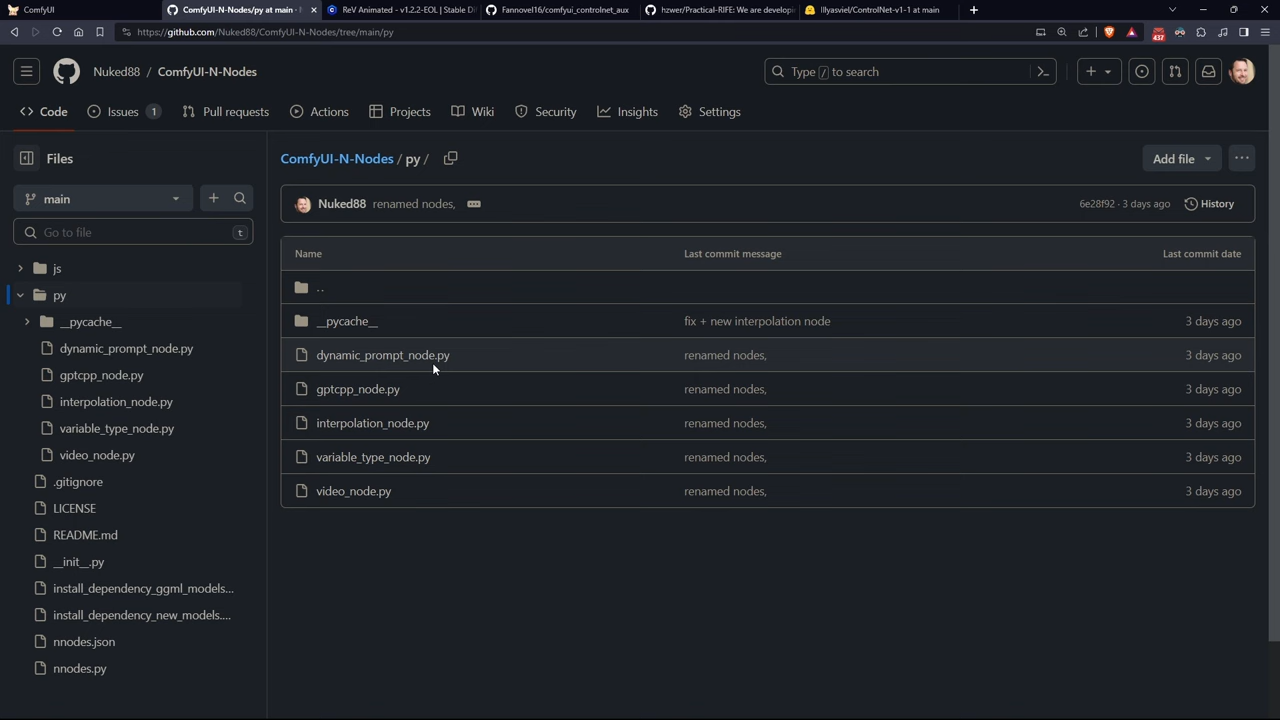 ComfyUI
ComfyUI-N-Nodes/py at main ·
ReV Animated - v1.2.2-EOL | Stable Di
Fannovel16/comfyui_controlnet_aux
hzwer/Practical-RIFE: We are developi
lllyasviel/ControlNet-v1-1 at main
https://github.com/Nuked88/ComfyUI-N-Nodes/tree/main/py
437
Nuked88 / ComfyUI-N-Nodes
Type / to search
Code
Issues 1
Pull requests
Actions
Projects
Wiki
Security
Insights
Settings
Files
main
Go to file
t
js
py
__pycache__
dynamic_prompt_node.py
gptcpp_node.py
interpolation_node.py
variable_type_node.py
video_node.py
.gitignore
LICENSE
README.md
__init__.py
install_dependency_ggml_models...
install_dependency_new_models....
nnodes.json
nnodes.py
ComfyUI-N-Nodes / py /
Add file
Nuked88 renamed nodes,
6e28f92 · 3 days ago
History
Name Last commit message Last commit date
..
__pycache__ fix + new interpolation node 3 days ago
dynamic_prompt_node.py renamed nodes, 3 days ago
gptcpp_node.py renamed nodes, 3 days ago
interpolation_node.py renamed nodes, 3 days ago
variable_type_node.py renamed nodes, 3 days ago
video_node.py renamed nodes, 3 days ago